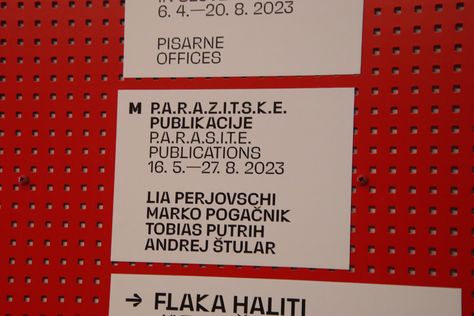 6. 4.—20. 8. 2023
PISARNE
OFFICES
M P.A.R.A.Z.I.T.S.K.E.
PUBLIKACIJE
P.A.R.A.S.I.T.E.
PUBLICATIONS
16. 5.—27. 8. 2023
LIA PERJOVSCHI
MARKO POGAČNIK
TOBIAS PUTRIH
ANDREJ ŠTULAR
→ FLAKA HALITI